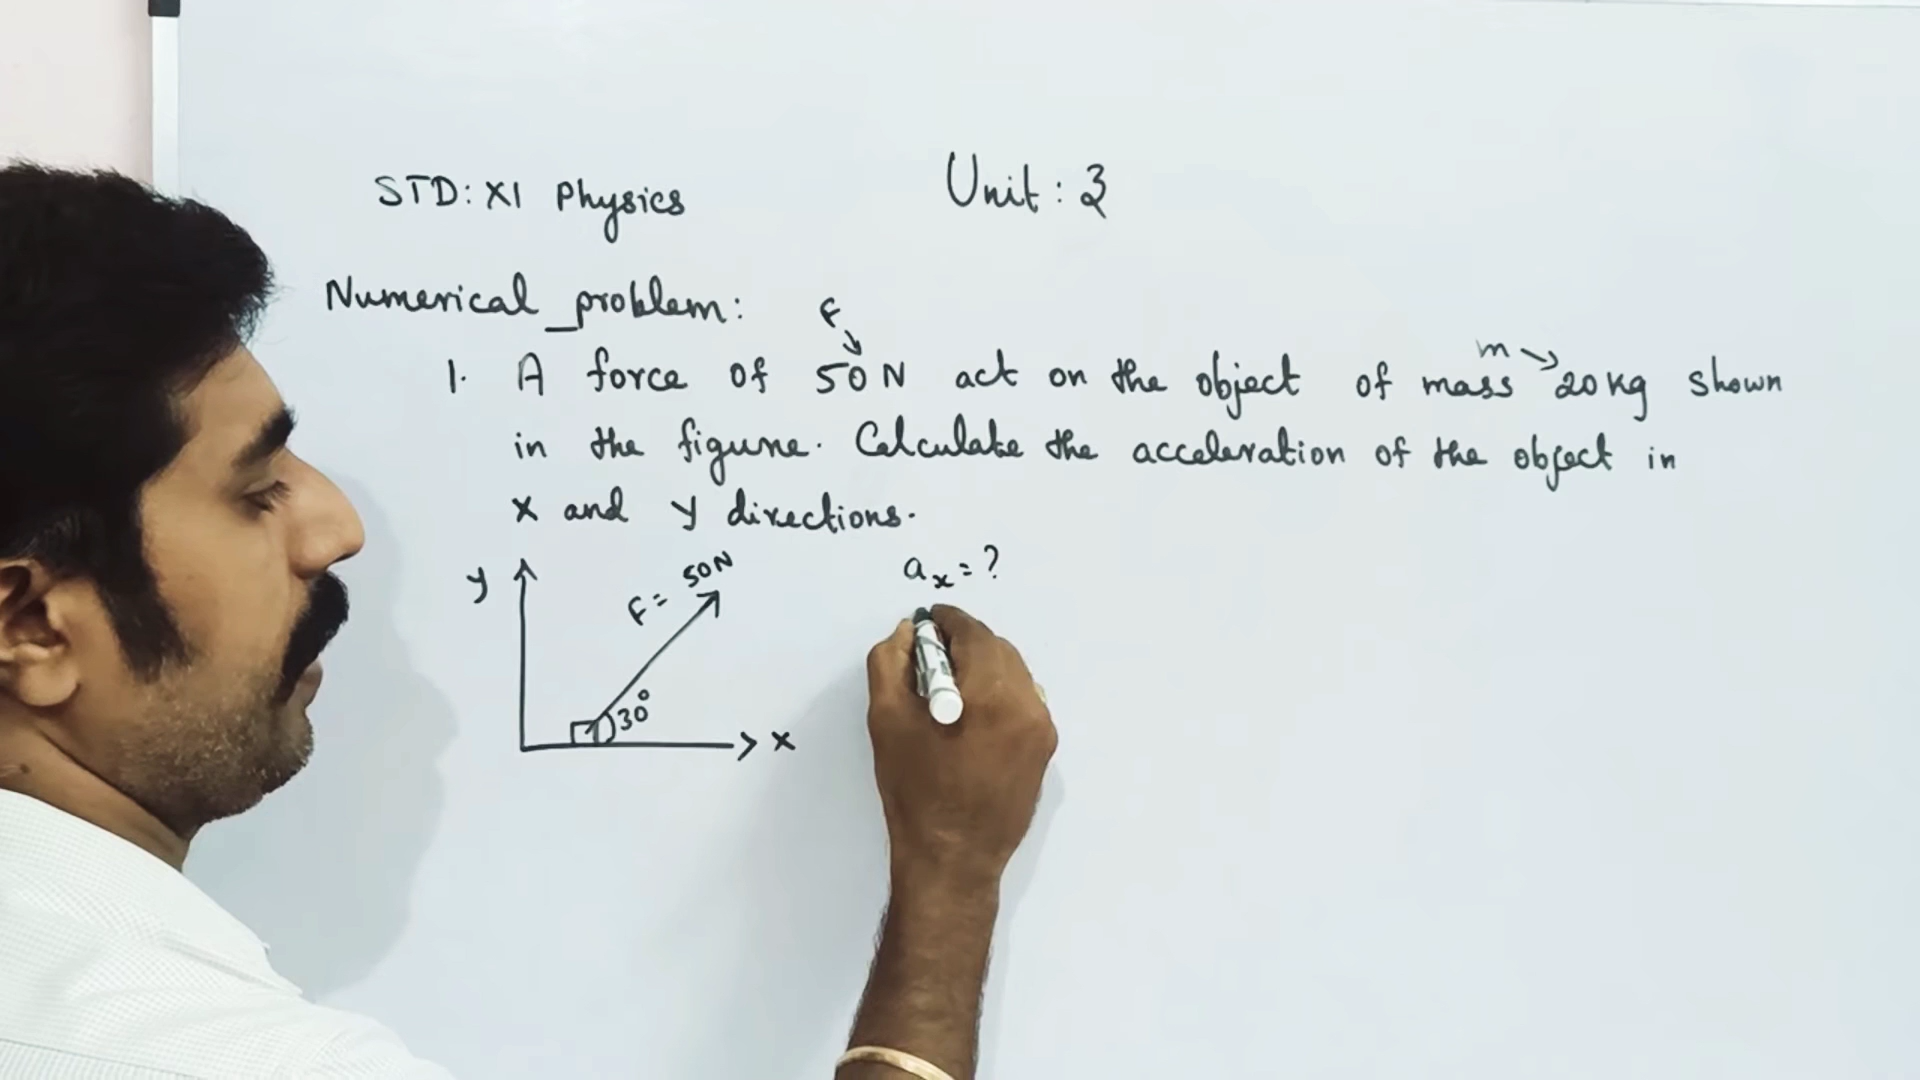 STD: XI Physics
Unit: 3
Numerical_problem:
F
m
1. A force of 50N act on the object of mass 20kg shown
in the figure. Calculate the acceleration of the object in
x and y directions.
y
F = 50N
30°
x
ax = ?